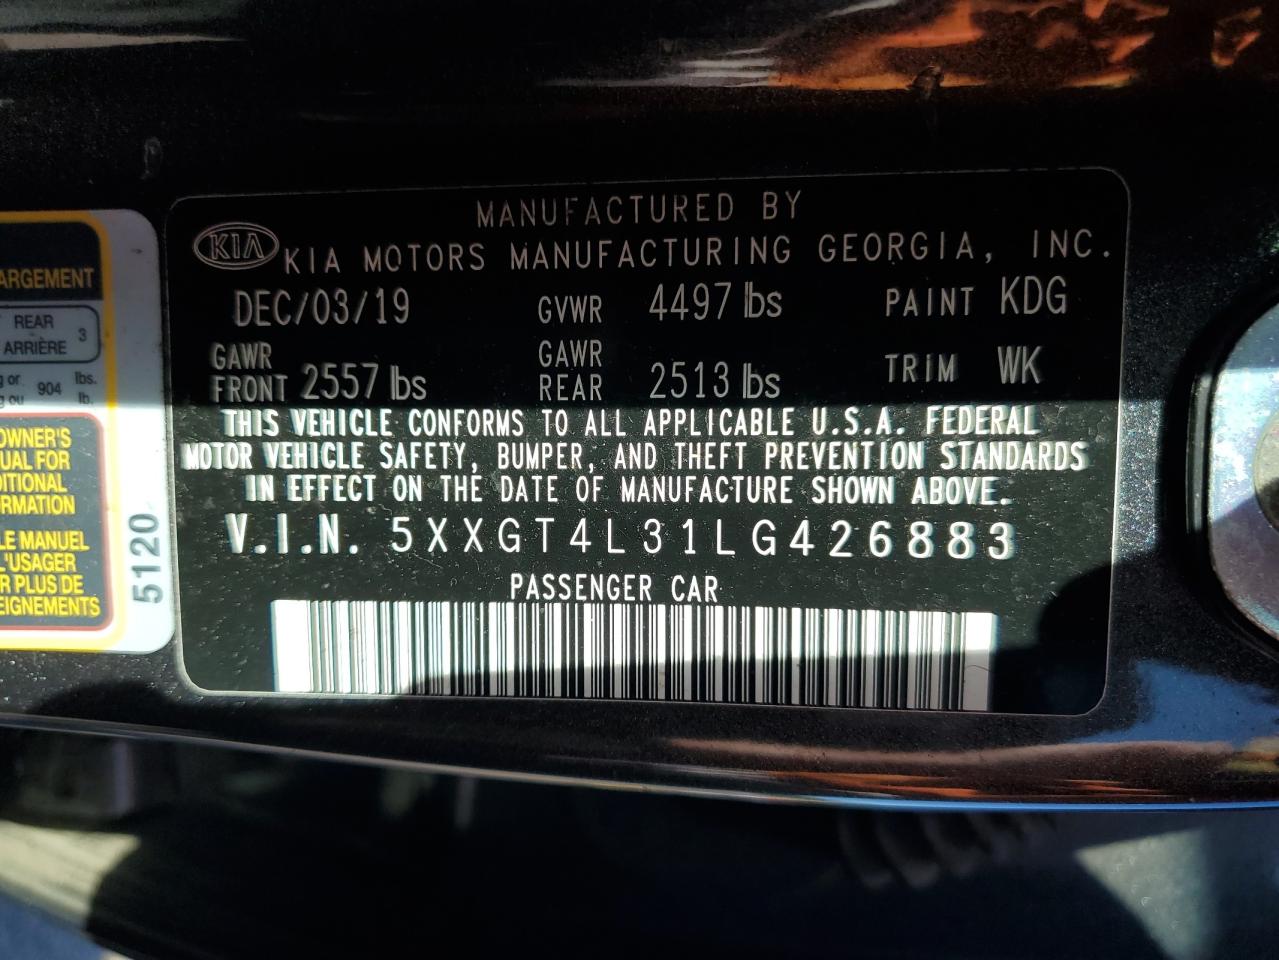 ARGEMENT
REAR
ARRIÈRE 3
904 lbs.
ou lb.
OWNER'S
UAL FOR
DITIONAL
ORMATION
LE MANUEL
L'USAGER
R PLUS DE
EIGNEMENTS
5120
MANUFACTURED BY
KIA KIA MOTORS MANUFACTURING GEORGIA, INC.
DEC/03/19 GVWR 4497 lbs PAINT KDG
GAWR GAWR
FRONT 2557 lbs REAR 2513 lbs TRIM WK
THIS VEHICLE CONFORMS TO ALL APPLICABLE U.S.A. FEDERAL
MOTOR VEHICLE SAFETY, BUMPER, AND THEFT PREVENTION STANDARDS
IN EFFECT ON THE DATE OF MANUFACTURE SHOWN ABOVE.
V.I.N. 5XXGT4L31LG426883
PASSENGER CAR